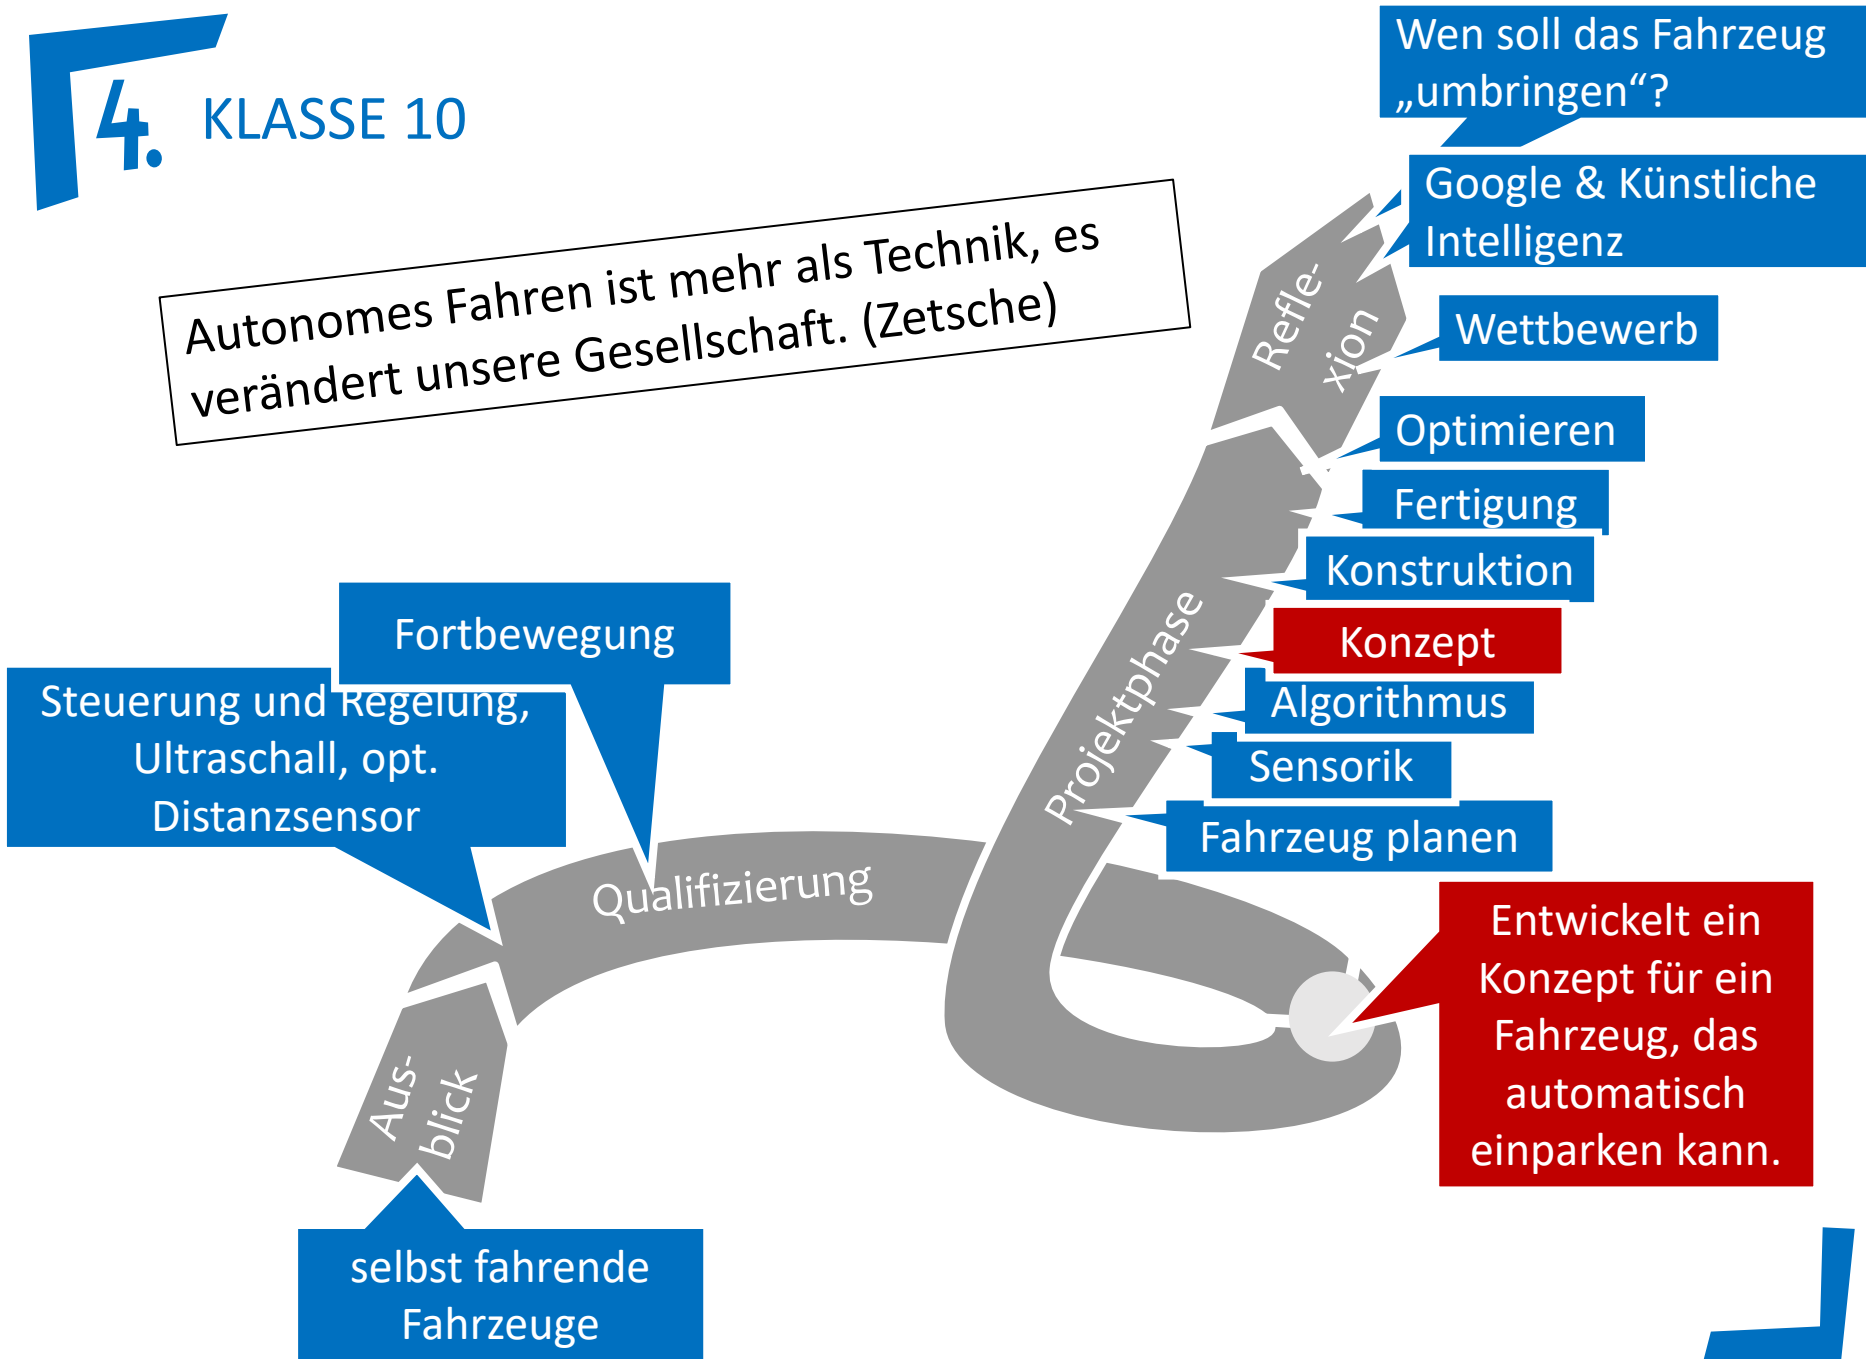 4. KLASSE 10
Autonomes Fahren ist mehr als Technik, es
verändert unsere Gesellschaft. (Zetsche)
Wen soll das Fahrzeug
„umbringen“?
Google & Künstliche
Intelligenz
Refle-
xion
Wettbewerb
Optimieren
Fertigung
Konstruktion
Konzept
Algorithmus
Sensorik
Fahrzeug planen
Projektphase
Fortbewegung
Steuerung und Regelung,
Ultraschall, opt.
Distanzsensor
Qualifizierung
Entwickelt ein
Konzept für ein
Fahrzeug, das
automatisch
einparken kann.
Aus-
blick
selbst fahrende
Fahrzeuge